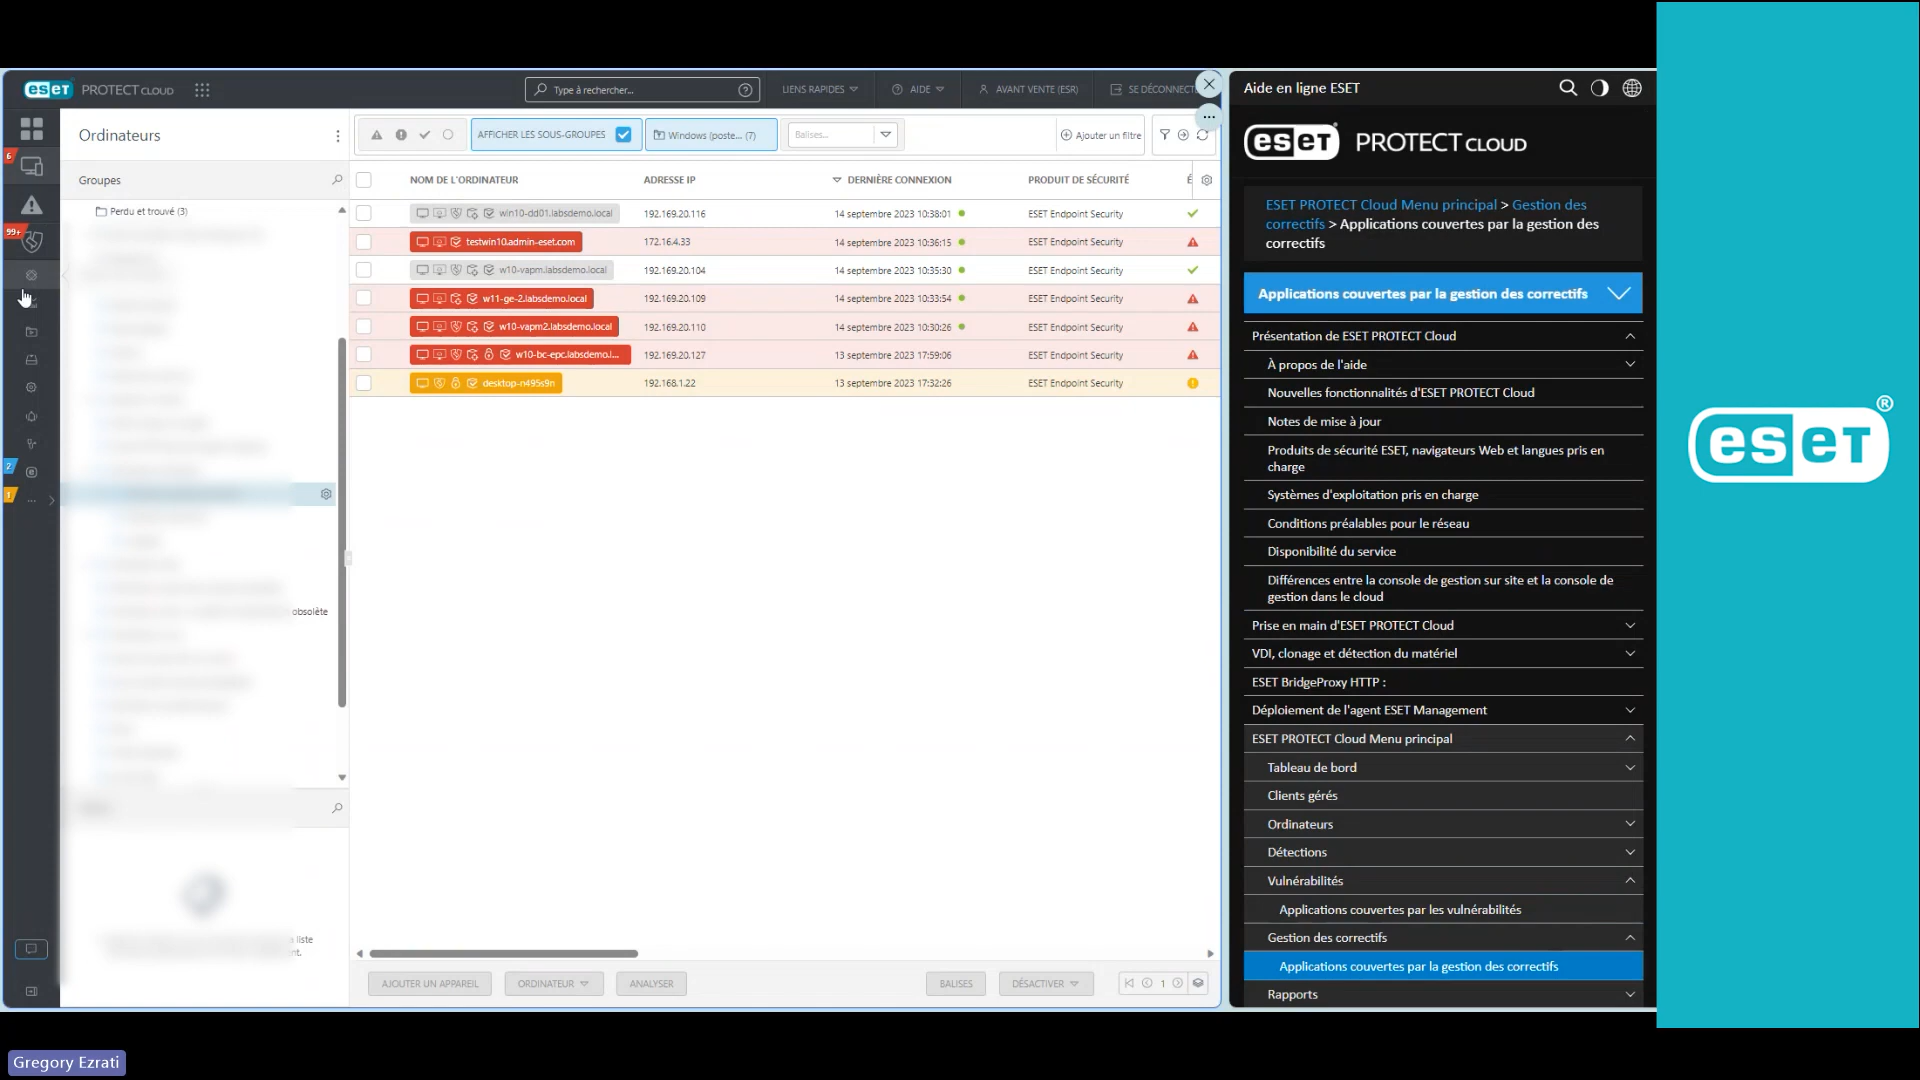 eset PROTECT CLOUD
Type à rechercher...
LIENS RAPIDES
AIDE
AVANT VENTE (ESR)
SE DÉCONNECT
6
99+
2
1
Ordinateurs
Groupes
Perdu et trouvé (3)
obsolète
liste
nt.
AFFICHER LES SOUS-GROUPES
Windows (poste... (7)
Balises...
Ajouter un filtre
NOM DE L'ORDINATEUR ADRESSE IP DERNIÈRE CONNEXION PRODUIT DE SÉCURITÉ É
win10-dd01.labsdemo.local 192.169.20.116 14 septembre 2023 10:38:01 ESET Endpoint Security
testwin10.admin-eset.com 172.16.4.33 14 septembre 2023 10:36:15 ESET Endpoint Security
w10-vapm.labsdemo.local 192.169.20.104 14 septembre 2023 10:35:30 ESET Endpoint Security
w11-ge-2.labsdemo.local 192.169.20.109 14 septembre 2023 10:33:54 ESET Endpoint Security
w10-vapm2.labsdemo.local 192.169.20.110 14 septembre 2023 10:30:26 ESET Endpoint Security
w10-bc-epc.labsdemo.l... 192.169.20.127 13 septembre 2023 17:59:06 ESET Endpoint Security
desktop-n495s9n 192.168.1.22 13 septembre 2023 17:32:26 ESET Endpoint Security
AJOUTER UN APPAREIL
ORDINATEUR
ANALYSER
BALISES
DÉSACTIVER
1
Aide en ligne ESET
eset PROTECT CLOUD
ESET PROTECT Cloud Menu principal > Gestion des
correctifs > Applications couvertes par la gestion des
correctifs
Applications couvertes par la gestion des correctifs
Présentation de ESET PROTECT Cloud
À propos de l'aide
Nouvelles fonctionnalités d'ESET PROTECT Cloud
Notes de mise à jour
Produits de sécurité ESET, navigateurs Web et langues pris en
charge
Systèmes d'exploitation pris en charge
Conditions préalables pour le réseau
Disponibilité du service
Différences entre la console de gestion sur site et la console de
gestion dans le cloud
Prise en main d'ESET PROTECT Cloud
VDI, clonage et détection du matériel
ESET BridgeProxy HTTP :
Déploiement de l'agent ESET Management
ESET PROTECT Cloud Menu principal
Tableau de bord
Clients gérés
Ordinateurs
Détections
Vulnérabilités
Applications couvertes par les vulnérabilités
Gestion des correctifs
Applications couvertes par la gestion des correctifs
Rapports
eset®
Gregory Ezrati